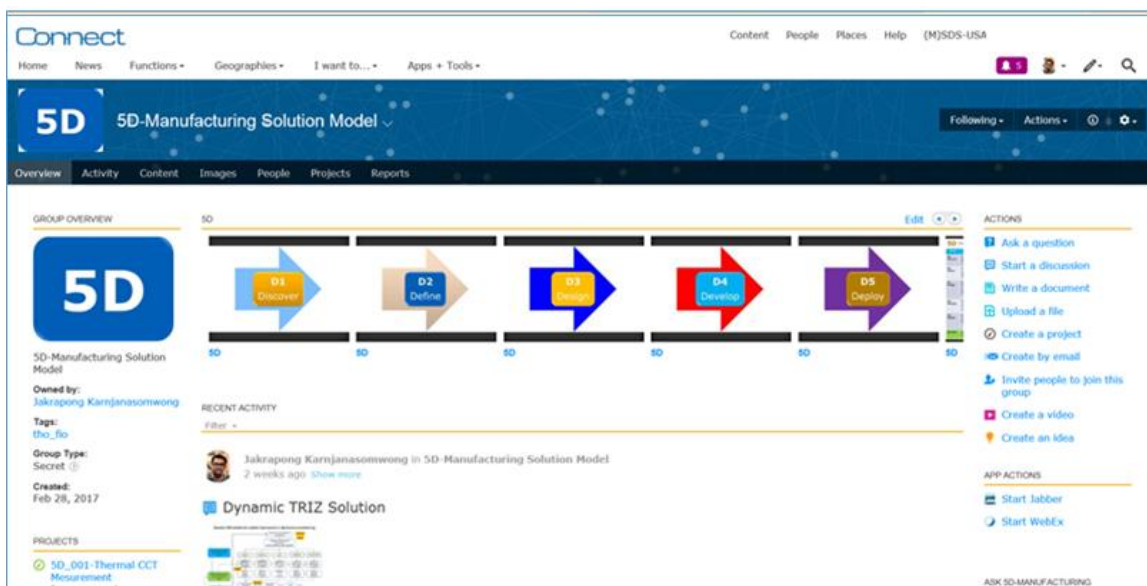 Connect
Content People Places Help (M)SDS-USA
Home News Functions I want to... Geographies Apps + Tools
5
5D 5D-Manufacturing Solution Model
Following Actions
Overview Activity Content Images People Projects Reports
GROUP OVERVIEW
5D
5D-Manufacturing Solution
Model
Owned by:
Jakrapong Karnjanasomwong
Tags:
tho_fio
Group Type:
Secret
Created:
Feb 28, 2017
PROJECTS
5D_001-Thermal CCT
Mesurement
5D
Edit
D1
Discover
D2
Define
D3
Design
D4
Develop
D5
Deploy
5D 5D 5D 5D 5D 5D
RECENT ACTIVITY
Filter
Jakrapong Karnjanasomwong in 5D-Manufacturing Solution Model
2 weeks ago Show more
Dynamic TRIZ Solution
ACTIONS
Ask a question
Start a discussion
Write a document
Upload a file
Create a project
Create by email
Invite people to join this
group
Create a video
Create an idea
APP ACTIONS
Start Jabber
Start WebEx
ASK 5D-MANUFACTURING